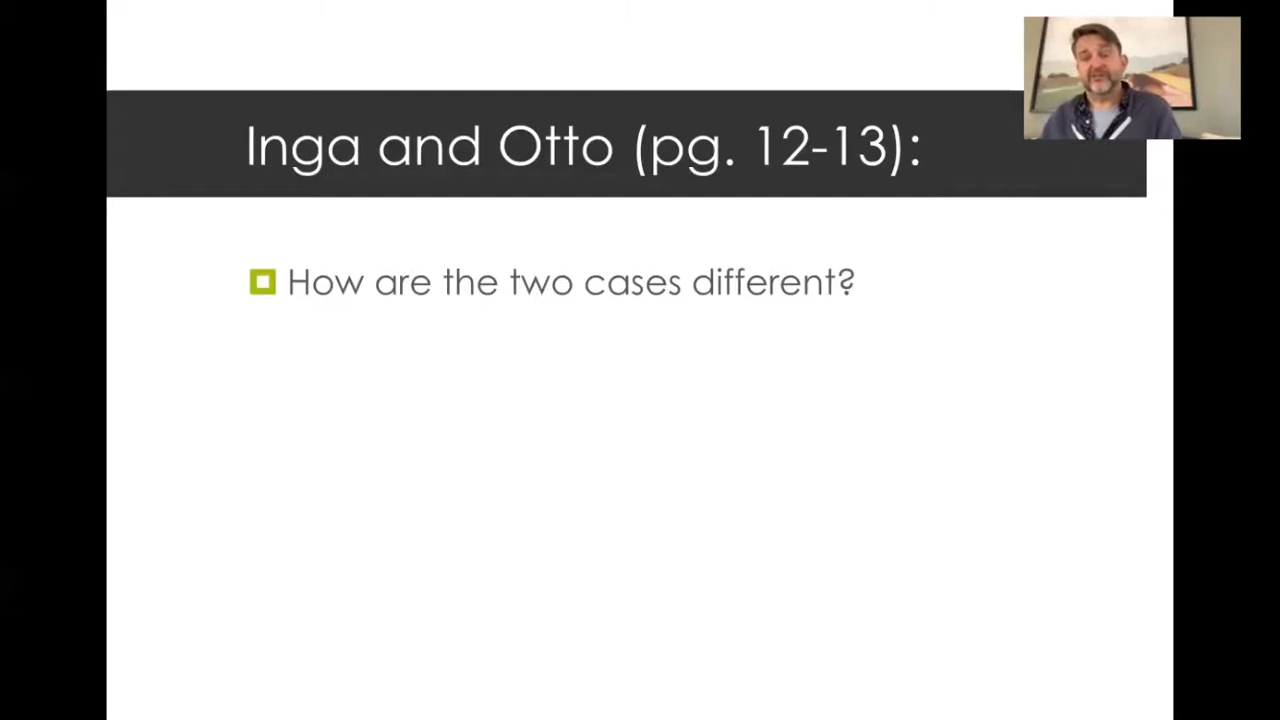 Inga and Otto (pg. 12-13):
How are the two cases different?